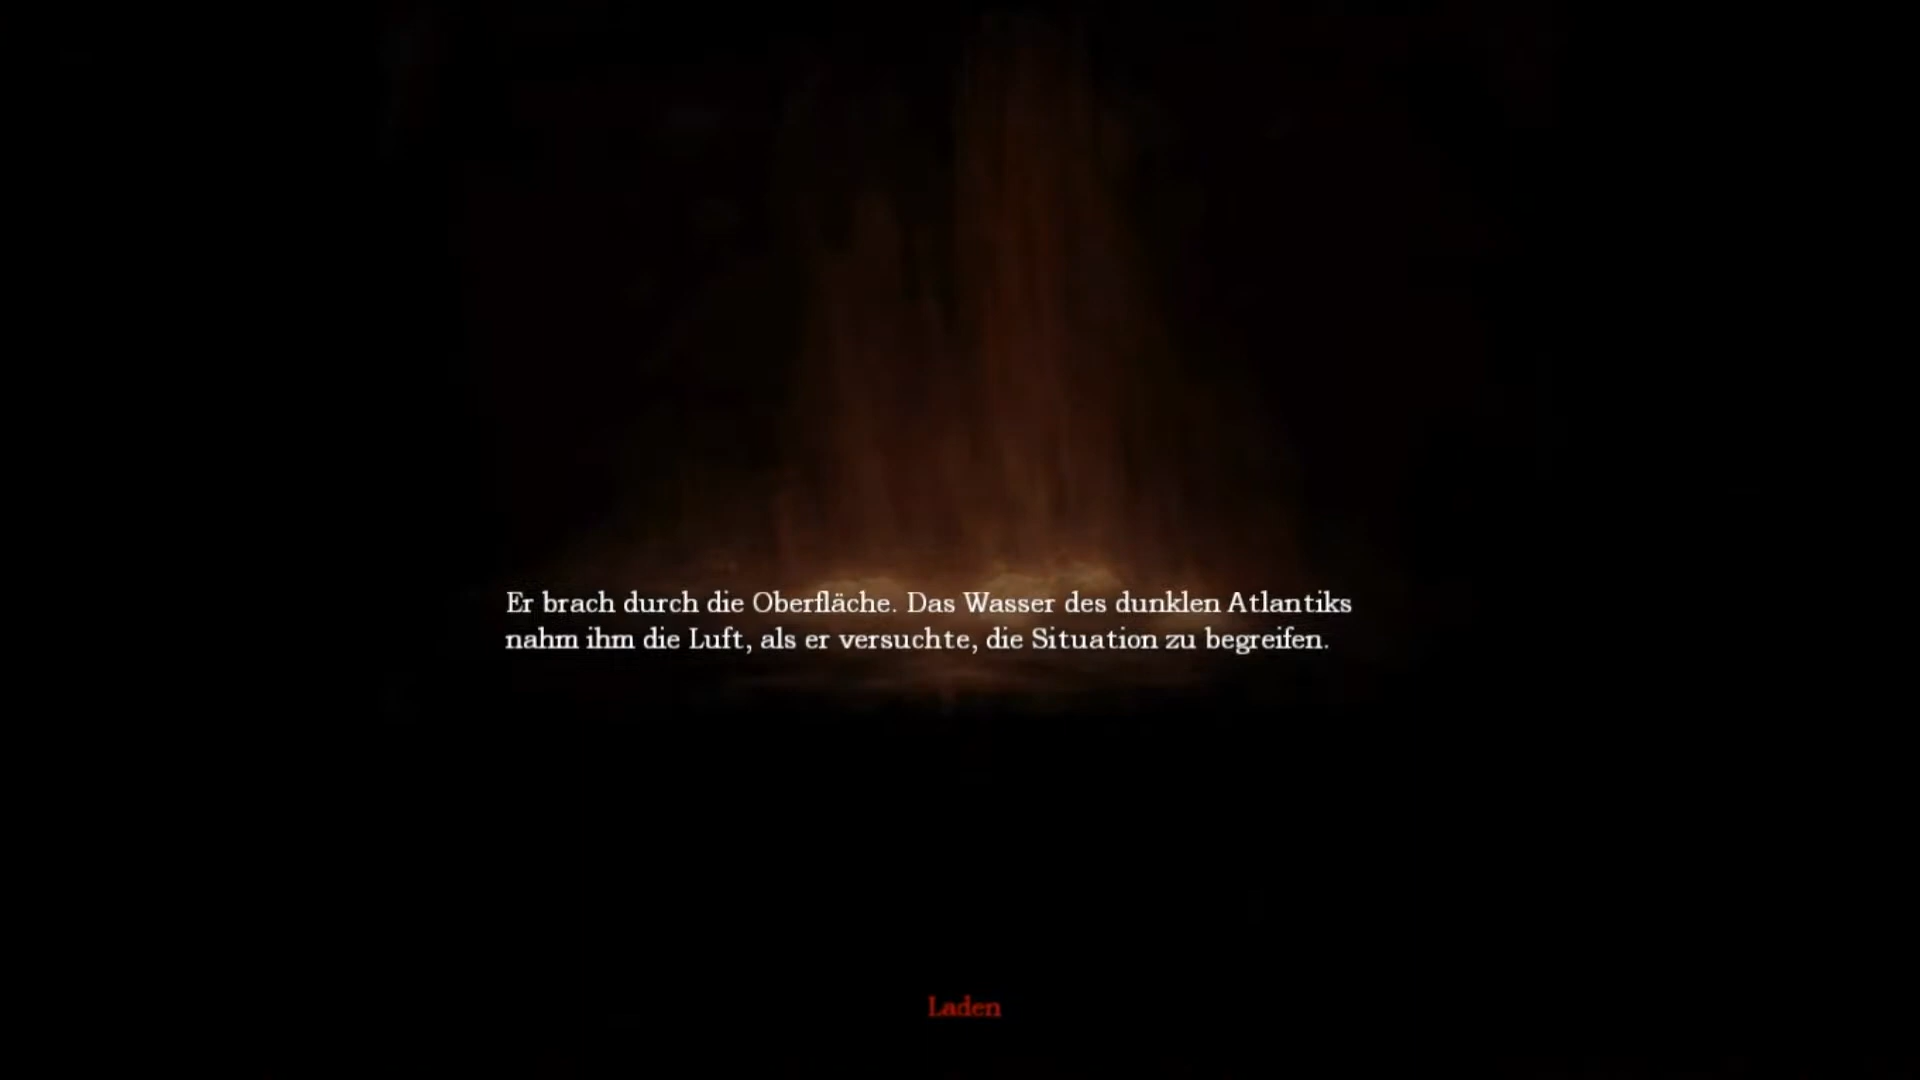 Er brach durch die Oberfläche. Das Wasser des dunklen Atlantiks
nahm ihm die Luft, als er versuchte, die Situation zu begreifen.
Laden